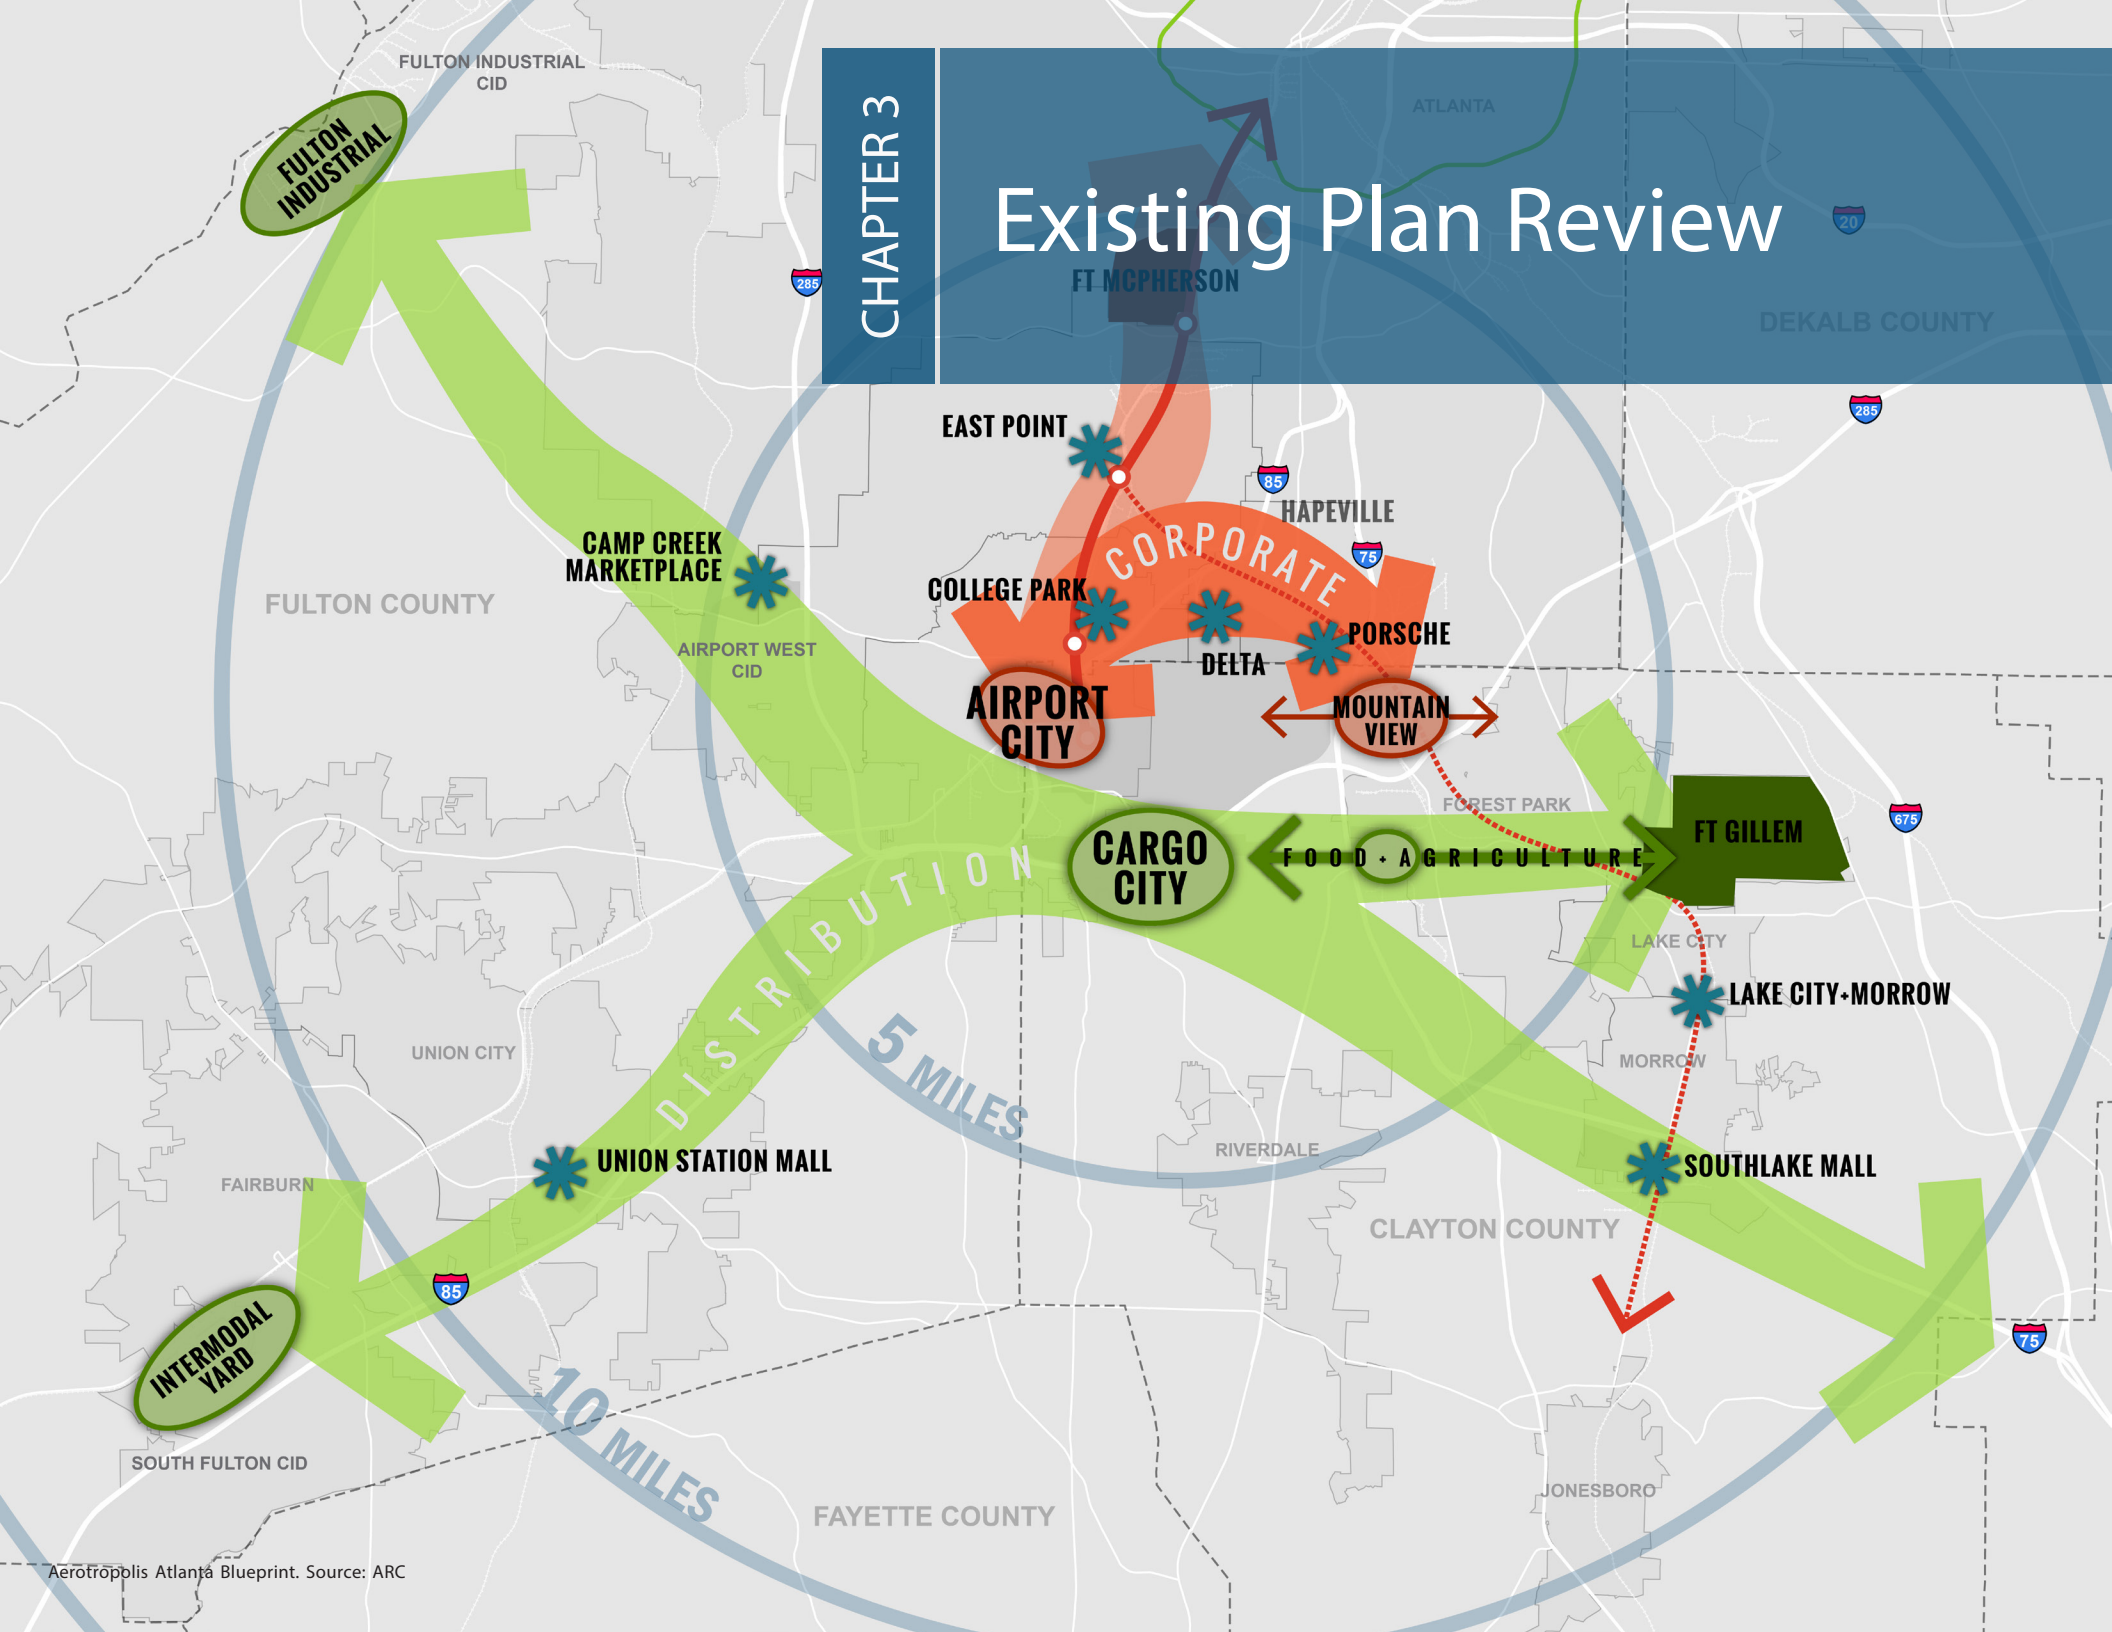 FULTON INDUSTRIAL
CID
FULTON
INDUSTRIAL
CHAPTER 3
Existing Plan Review
ATLANTA
20
FT MCPHERSON
285
DEKALB COUNTY
285
EAST POINT
85
HAPEVILLE
75
CORPORATE
CAMP CREEK
MARKETPLACE
COLLEGE PARK
FULTON COUNTY
AIRPORT WEST
CID
PORSCHE
DELTA
AIRPORT
CITY
MOUNTAIN
VIEW
FOREST PARK
675
FT GILLEM
CARGO
CITY
FOOD + AGRICULTURE
DISTRIBUTION
LAKE CITY
LAKE CITY+MORROW
UNION CITY
5 MILES
MORROW
RIVERDALE
UNION STATION MALL
SOUTHLAKE MALL
FAIRBURN
CLAYTON COUNTY
85
INTERMODAL
YARD
75
10 MILES
SOUTH FULTON CID
JONESBORO
FAYETTE COUNTY
Aerotropolis Atlanta Blueprint. Source: ARC